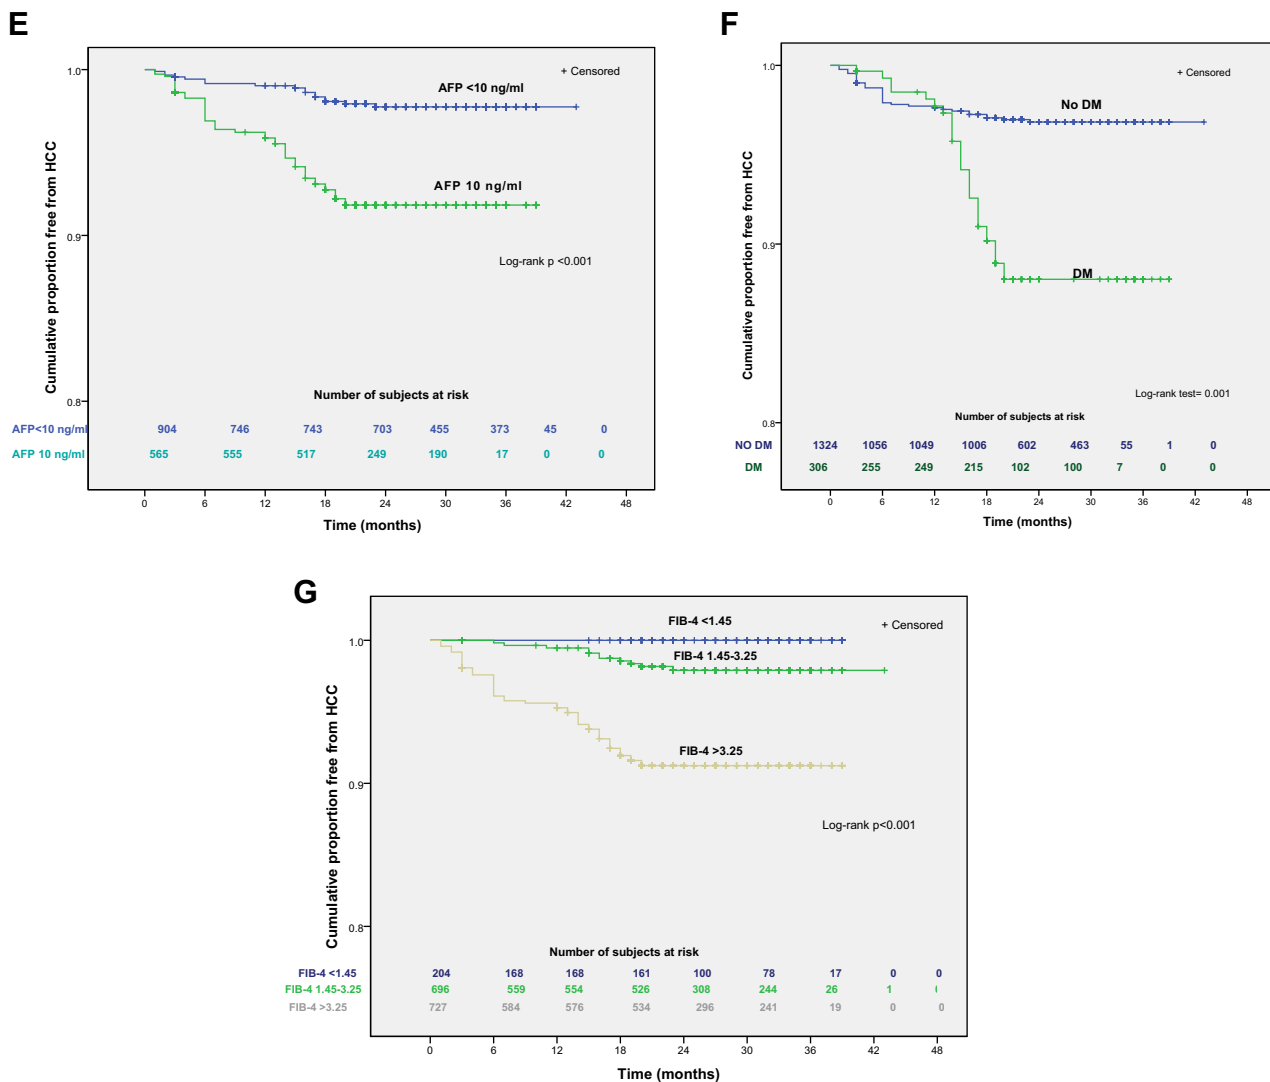 E
+ Censored
1.0
AFP <10 ng/ml
AFP 10 ng/ml
0.9
Log-rank p <0.001
0.8
Cumulative proportion free from HCC
Number of subjects at risk
AFP<10 ng/ml 904 746 743 703 455 373 45 0
AFP 10 ng/ml 565 555 517 249 190 17 0 0
0 6 12 18 24 30 36 42 48
Time (months)
F
+ Censored
1.0
No DM
0.9
DM
0.8
Cumulative proportion free from HCC
Log-rank test= 0.001
Number of subjects at risk
NO DM 1324 1056 1049 1006 602 463 55 1 0
DM 306 255 249 215 102 100 7 0 0
0 6 12 18 24 30 36 42 48
Time (months)
G
FIB-4 <1.45
+ Censored
1.0
FIB-4 1.45-3.25
FIB-4 >3.25
0.9
Log-rank p<0.001
0.8
Cumulative proportion free from HCC
Number of subjects at risk
FIB-4 <1.45 204 168 168 161 100 78 17 0 0
FIB-4 1.45-3.25 696 559 554 526 308 244 26 1
FIB-4 >3.25 727 584 576 534 296 241 19 0 0
0 6 12 18 24 30 36 42 48
Time (months)